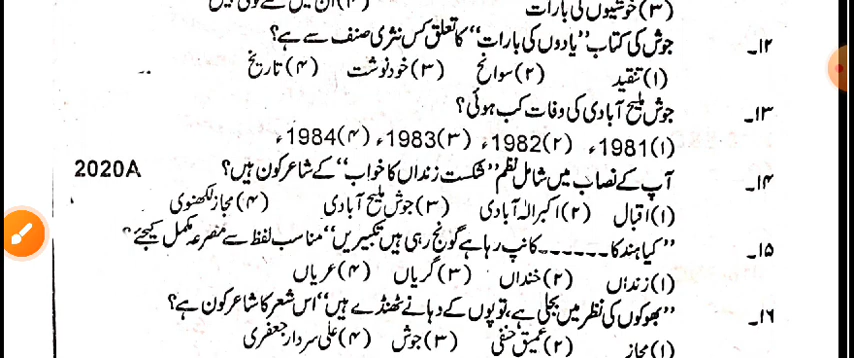 (۳) خوشیوں کی بارات
۱۲۔ جوش کی کتاب "یادوں کی بارات" کا تعلق کس نثری صنف سے ہے؟
(۱) تنقید (۲) سوانح (۳) خودنوشت (۴) تاریخ
۱۳۔ جوش ملیح آبادی کی وفات کب ہوئی؟
(۱) 1981ء (۲) 1982ء (۳) 1983ء (۴) 1984ء
۱۴۔ آپ کے نصاب میں شامل نظم "شکست زنداں کا خواب" کے شاعر کون ہیں؟ 2020A
(۱) اقبال (۲) اکبر الہ آبادی (۳) جوش ملیح آبادی (۴) مجاز لکھنوی
۱۵۔ "کیا ہند کا ------ کانپ رہا ہے گونج رہی ہیں تکبیریں" مناسب لفظ سے مصرعہ مکمل کیجئے"
(۱) زنداں (۲) خنداں (۳) گریاں (۴) عریاں
۱۶۔ "بھوکوں کی نظر میں بجلی ہے، توپوں کے دہانے ٹھنڈے ہیں" اس شعر کا شاعر کون ہے؟
(۱) مجاز (۲) عمیق حنفی (۳) جوش (۴) علی سردار جعفری